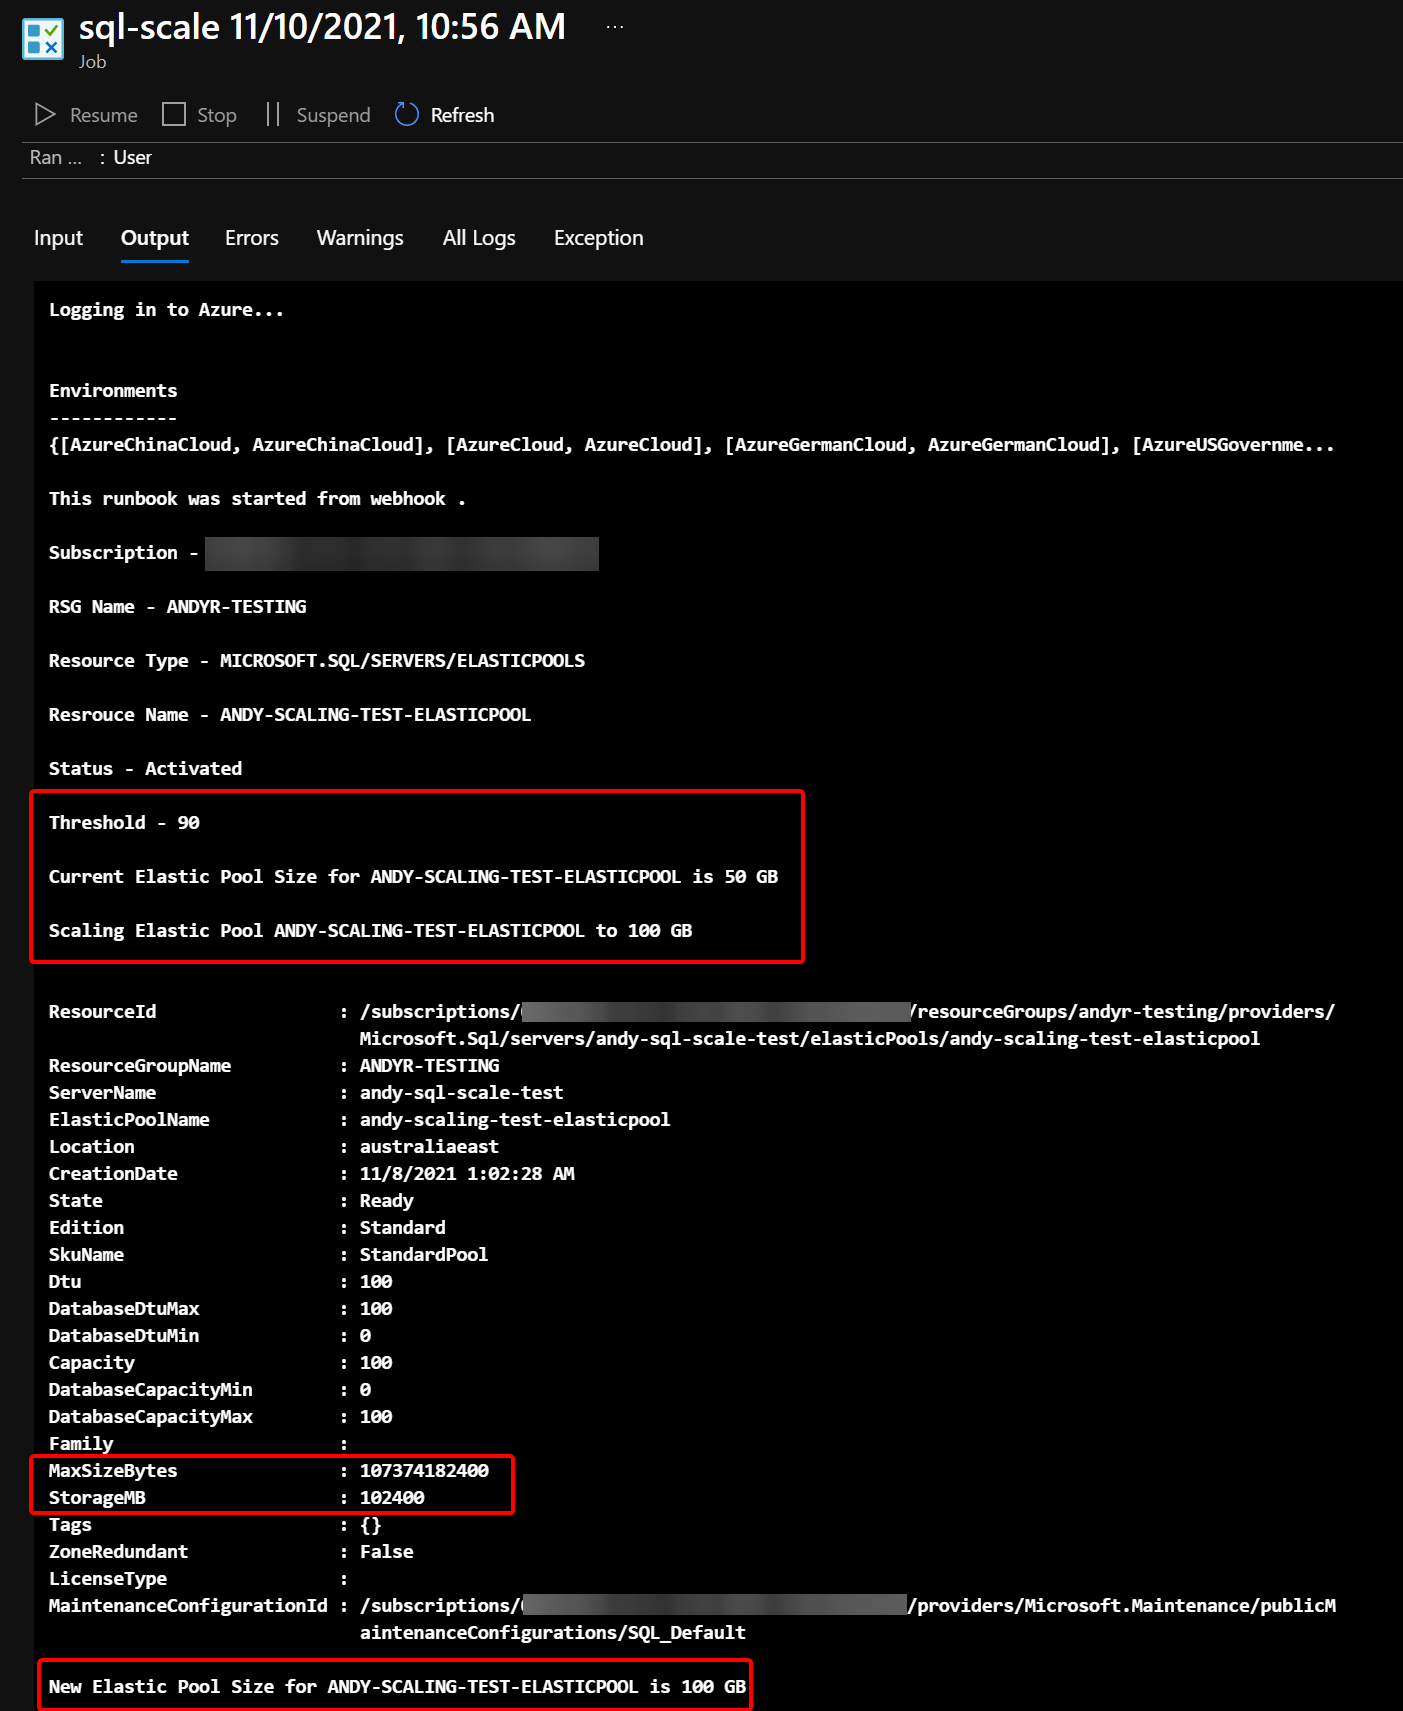 sql-scale 11/10/2021, 10:56 AM ...
Job
Resume Stop Suspend Refresh
Ran ... : User
Input Output Errors Warnings All Logs Exception
Logging in to Azure...
Environments
------------
{[AzureChinaCloud, AzureChinaCloud], [AzureCloud, AzureCloud], [AzureGermanCloud, AzureGermanCloud], [AzureUSGovernme...
This runbook was started from webhook .
Subscription -
RSG Name - ANDYR-TESTING
Resource Type - MICROSOFT.SQL/SERVERS/ELASTICPOOLS
Resrouce Name - ANDY-SCALING-TEST-ELASTICPOOL
Status - Activated
Threshold - 90
Current Elastic Pool Size for ANDY-SCALING-TEST-ELASTICPOOL is 50 GB
Scaling Elastic Pool ANDY-SCALING-TEST-ELASTICPOOL to 100 GB
ResourceId : /subscriptions/ /resourceGroups/andyr-testing/providers/
Microsoft.Sql/servers/andy-sql-scale-test/elasticPools/andy-scaling-test-elasticpool
ResourceGroupName : ANDYR-TESTING
ServerName : andy-sql-scale-test
ElasticPoolName : andy-scaling-test-elasticpool
Location : australiaeast
CreationDate : 11/8/2021 1:02:28 AM
State : Ready
Edition : Standard
SkuName : StandardPool
Dtu : 100
DatabaseDtuMax : 100
DatabaseDtuMin : 0
Capacity : 100
DatabaseCapacityMin : 0
DatabaseCapacityMax : 100
Family :
MaxSizeBytes : 107374182400
StorageMB : 102400
Tags : {}
ZoneRedundant : False
LicenseType :
MaintenanceConfigurationId : /subscriptions/ /providers/Microsoft.Maintenance/publicM
aintenanceConfigurations/SQL_Default
New Elastic Pool Size for ANDY-SCALING-TEST-ELASTICPOOL is 100 GB